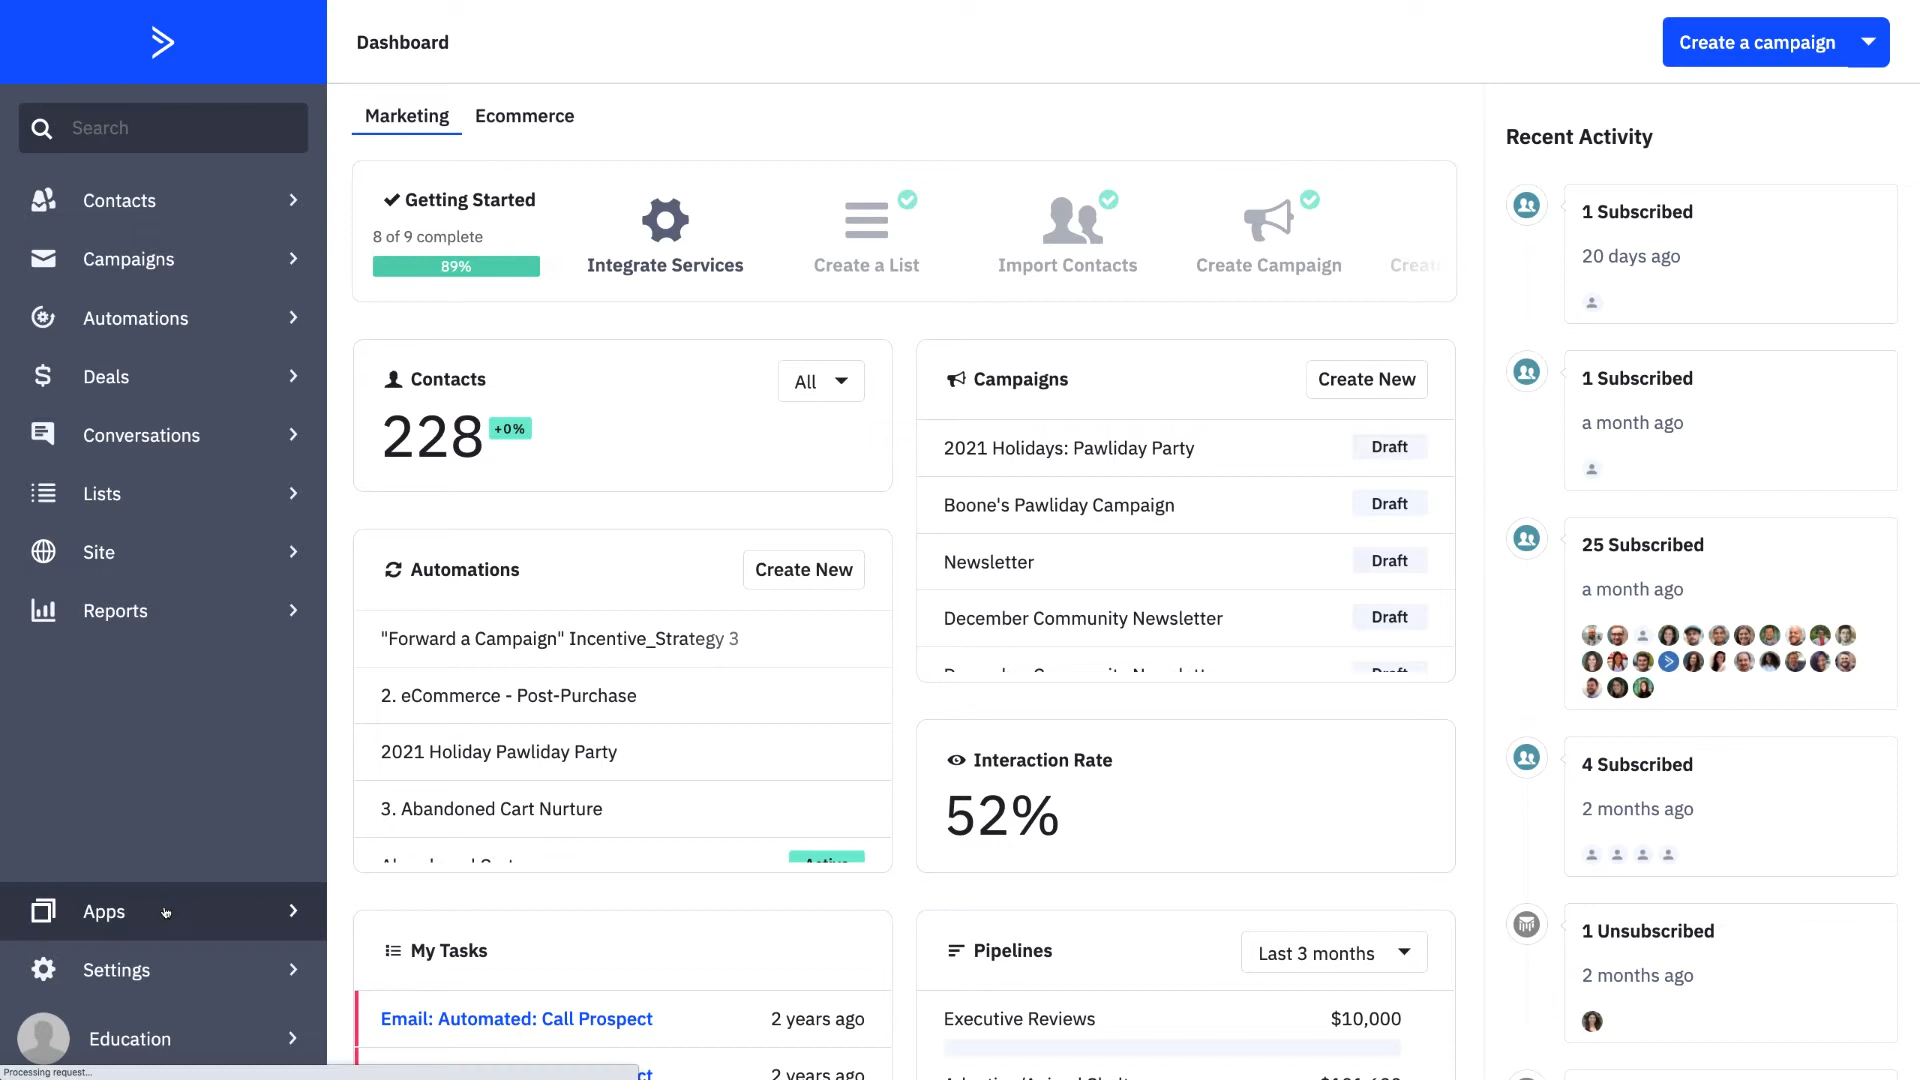 Dashboard
Create a campaign
Search
Contacts
Campaigns
Automations
Deals
Conversations
Lists
Site
Reports
Apps
Settings
Education
Processing request...
Marketing
Ecommerce
Getting Started
8 of 9 complete
89%
Integrate Services
Create a List
Import Contacts
Create Campaign
Contacts
All
228
+0%
Automations
Create New
"Forward a Campaign" Incentive_Strategy 3
2. eCommerce - Post-Purchase
2021 Holiday Pawliday Party
3. Abandoned Cart Nurture
Active
My Tasks
Email: Automated: Call Prospect
2 years ago
2 years ago
Campaigns
Create New
2021 Holidays: Pawliday Party
Draft
Boone's Pawliday Campaign
Draft
Newsletter
Draft
December Community Newsletter
Draft
Interaction Rate
52%
Pipelines
Last 3 months
Executive Reviews
$10,000
Recent Activity
1 Subscribed
20 days ago
1 Subscribed
a month ago
25 Subscribed
a month ago
4 Subscribed
2 months ago
1 Unsubscribed
2 months ago